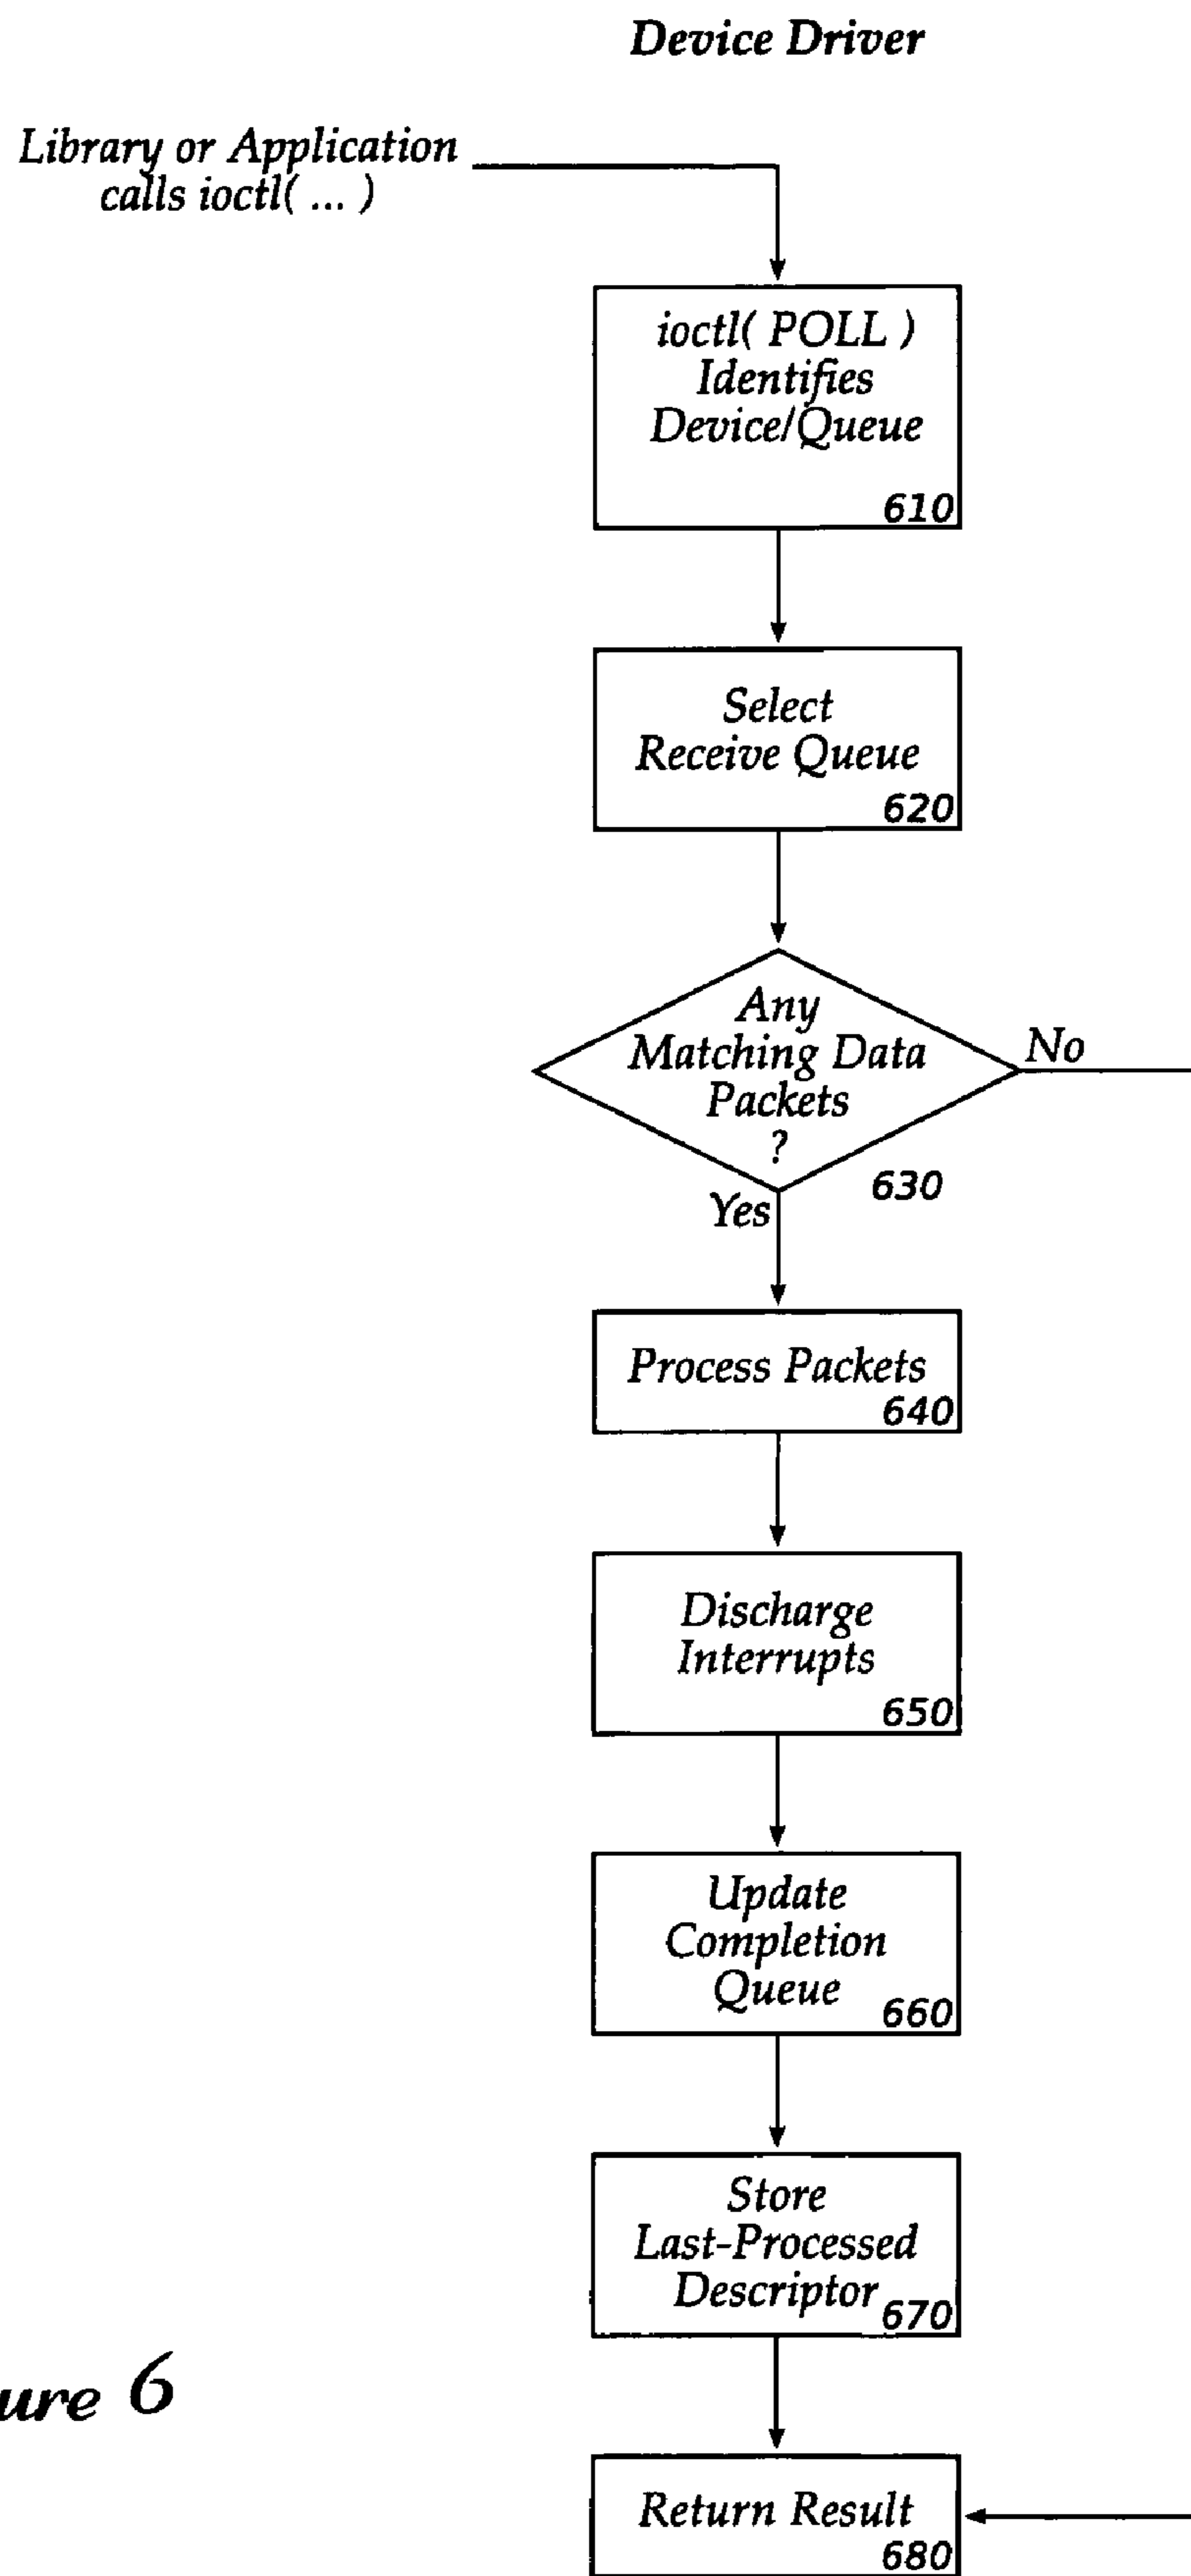 Device Driver
Library or Application
calls ioctl( ... )
ioctl( POLL )
Identifies
Device/Queue
610
Select
Receive Queue
620
Any
Matching Data
Packets
?
No
630
Yes
Process Packets
640
Discharge
Interrupts
650
Update
Completion
Queue
660
Store
Last-Processed
Descriptor
670
ure 6
Return Result
680